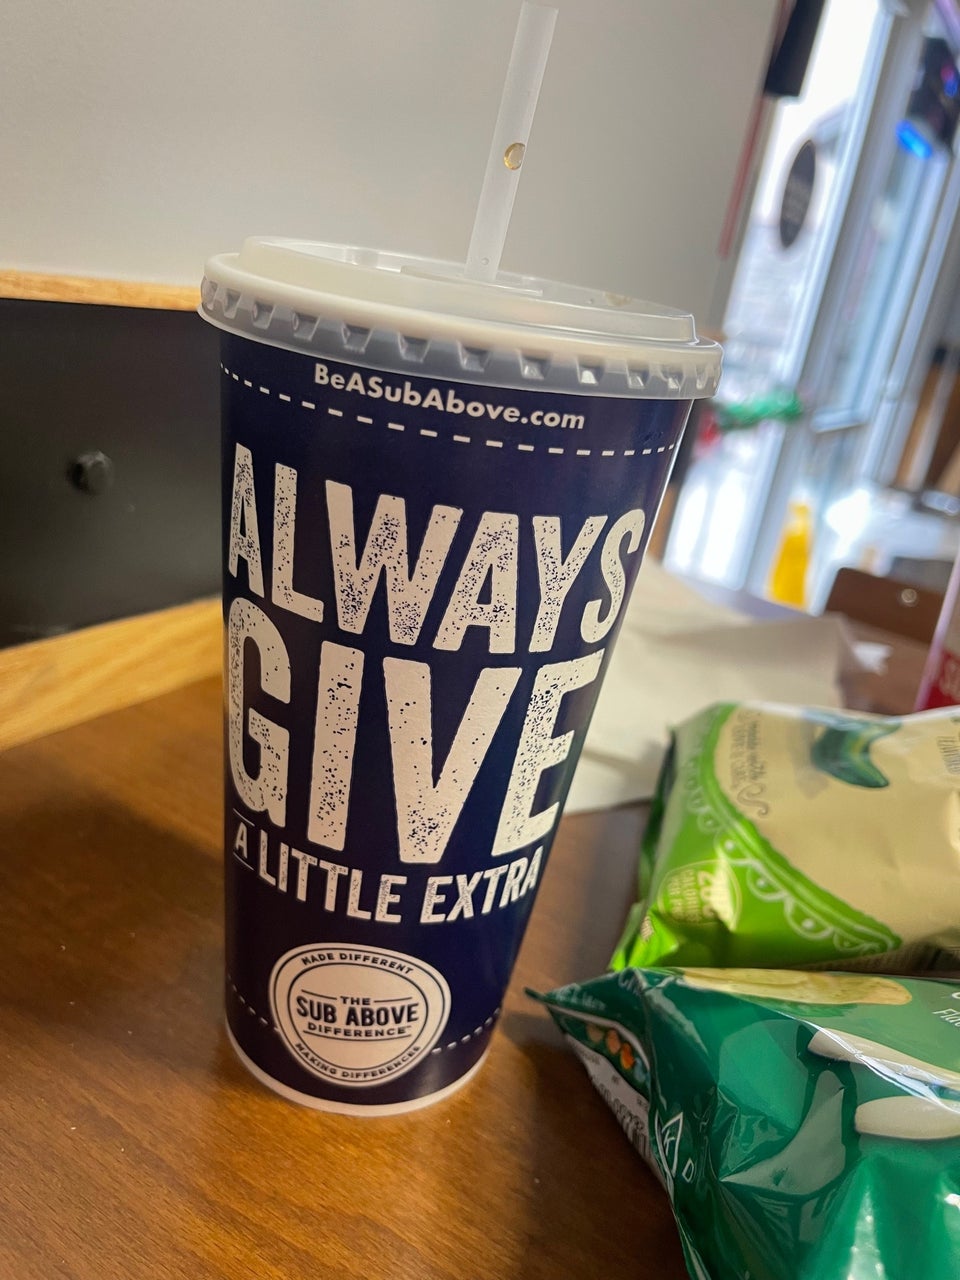 BeASubAbove.com
ALWAYS
GIVE
A LITTLE EXTRA
MADE DIFFERENT
THE
SUB ABOVE
DIFFERENCE
MAKING DIFFERENCES